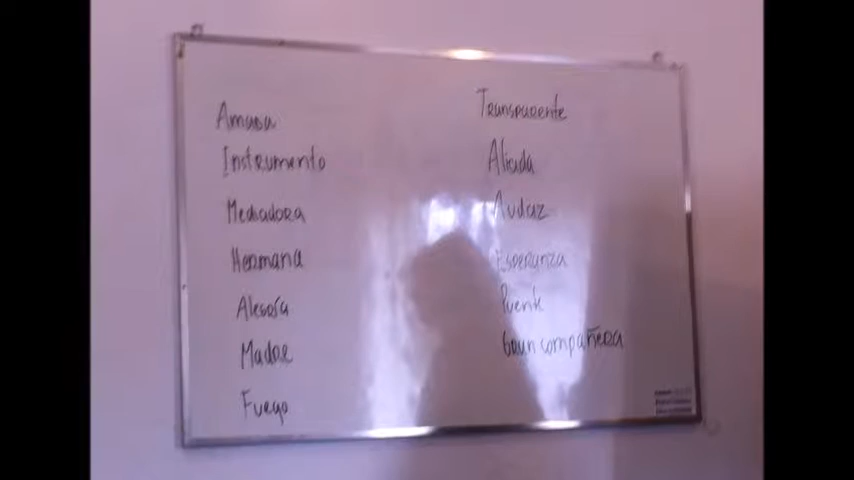 Amada
Instrumento
Mediadora
Hermana
Alegría
Madre
Fuego
Transparente
Aliada
Audaz
Esperanza
Puente
Gran compañera